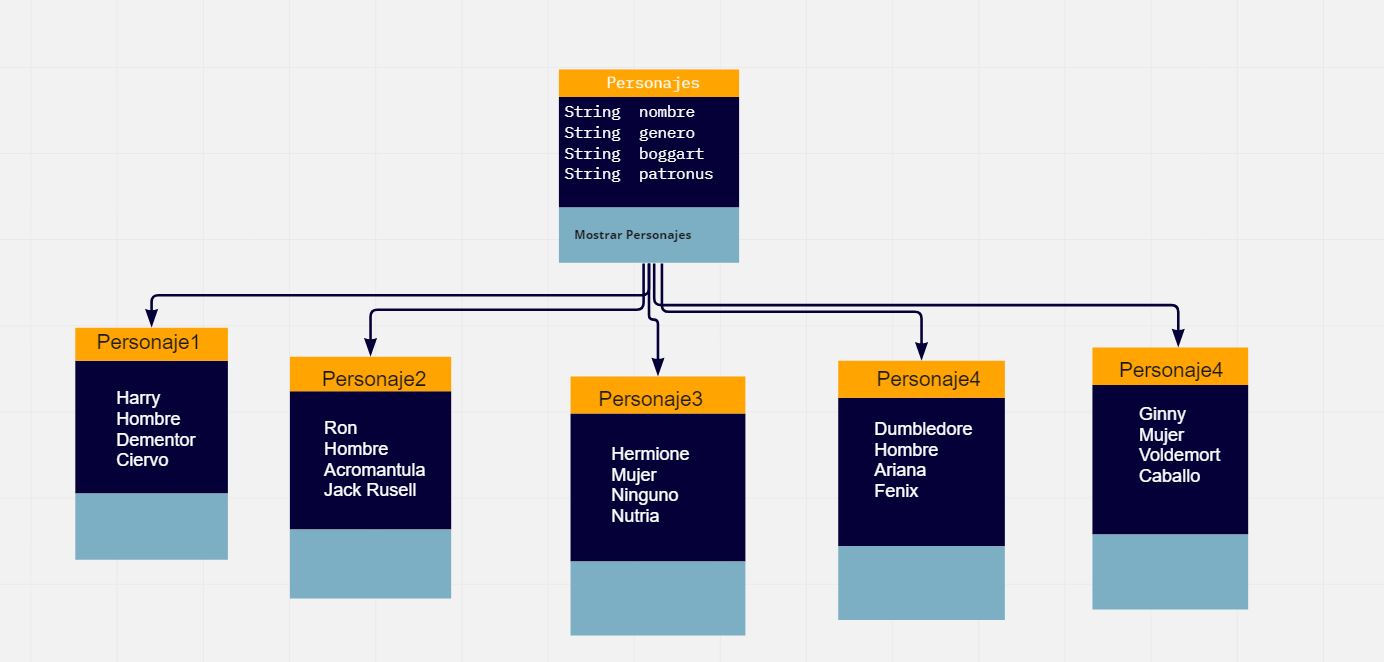 Personajes
String nombre
String genero
String boggart
String patronus
Mostrar Personajes
Personaje1
Harry
Hombre
Dementor
Ciervo
Personaje2
Ron
Hombre
Acromantula
Jack Rusell
Personaje3
Hermione
Mujer
Ninguno
Nutria
Personaje4
Dumbledore
Hombre
Ariana
Fenix
Personaje4
Ginny
Mujer
Voldemort
Caballo